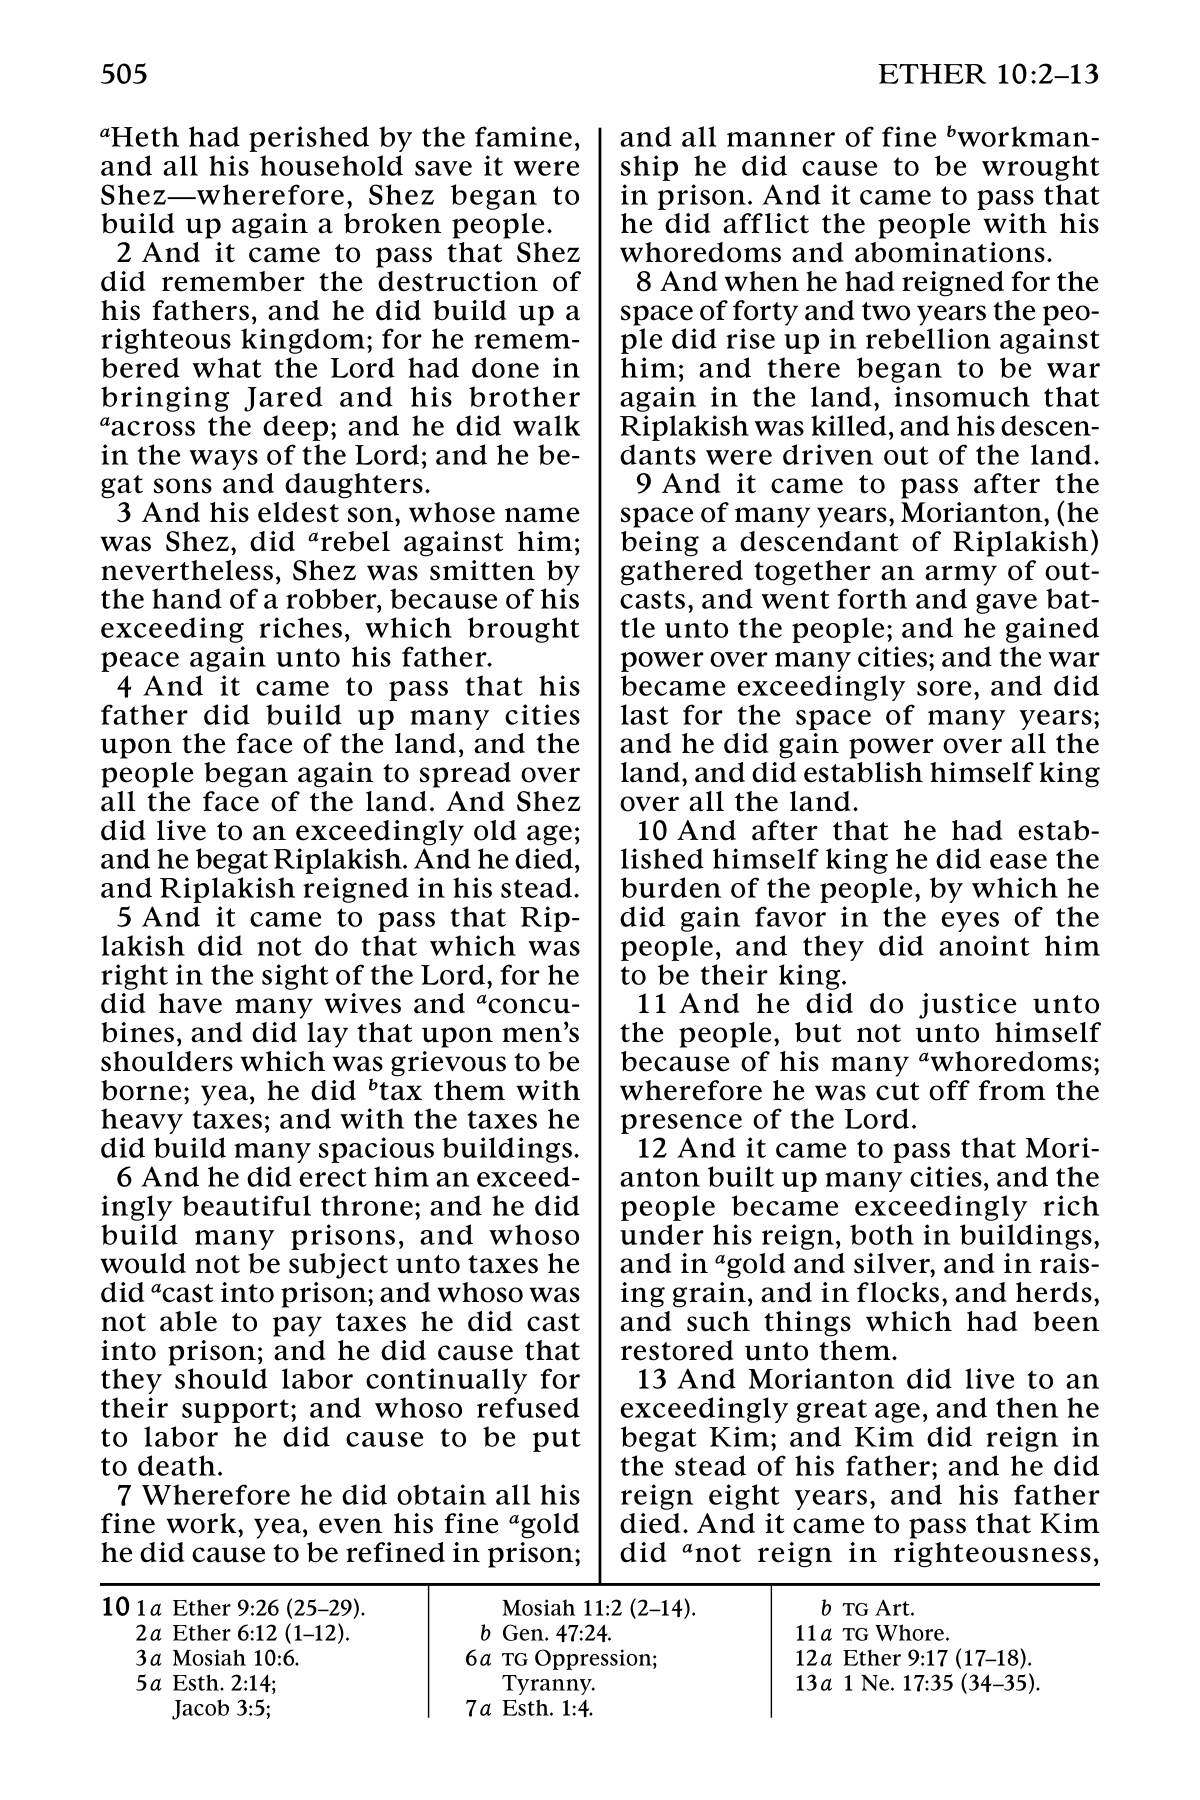 505
ETHER 10:2–13
aHeth had perished by the famine,
and all his household save it were
Shez—wherefore, Shez began to
build up again a broken people.
2 And it came to pass that Shez
did remember the destruction of
his fathers, and he did build up a
righteous kingdom; for he remem-
bered what the Lord had done in
bringing Jared and his brother
aacross the deep; and he did walk
in the ways of the Lord; and he be-
gat sons and daughters.
3 And his eldest son, whose name
was Shez, did arebel against him;
nevertheless, Shez was smitten by
the hand of a robber, because of his
exceeding riches, which brought
peace again unto his father.
4 And it came to pass that his
father did build up many cities
upon the face of the land, and the
people began again to spread over
all the face of the land. And Shez
did live to an exceedingly old age;
and he begat Riplakish. And he died,
and Riplakish reigned in his stead.
5 And it came to pass that Rip-
lakish did not do that which was
right in the sight of the Lord, for he
did have many wives and aconcu-
bines, and did lay that upon men's
shoulders which was grievous to be
borne; yea, he did btax them with
heavy taxes; and with the taxes he
did build many spacious buildings.
6 And he did erect him an exceed-
ingly beautiful throne; and he did
build many prisons, and whoso
would not be subject unto taxes he
did acast into prison; and whoso was
not able to pay taxes he did cast
into prison; and he did cause that
they should labor continually for
their support; and whoso refused
to labor he did cause to be put
to death.
7 Wherefore he did obtain all his
fine work, yea, even his fine agold
he did cause to be refined in prison;
and all manner of fine bworkman-
ship he did cause to be wrought
in prison. And it came to pass that
he did afflict the people with his
whoredoms and abominations.
8 And when he had reigned for the
space of forty and two years the peo-
ple did rise up in rebellion against
him; and there began to be war
again in the land, insomuch that
Riplakish was killed, and his descen-
dants were driven out of the land.
9 And it came to pass after the
space of many years, Morianton, (he
being a descendant of Riplakish)
gathered together an army of out-
casts, and went forth and gave bat-
tle unto the people; and he gained
power over many cities; and the war
became exceedingly sore, and did
last for the space of many years;
and he did gain power over all the
land, and did establish himself king
over all the land.
10 And after that he had estab-
lished himself king he did ease the
burden of the people, by which he
did gain favor in the eyes of the
people, and they did anoint him
to be their king.
11 And he did do justice unto
the people, but not unto himself
because of his many awhoredoms;
wherefore he was cut off from the
presence of the Lord.
12 And it came to pass that Mori-
anton built up many cities, and the
people became exceedingly rich
under his reign, both in buildings,
and in agold and silver, and in rais-
ing grain, and in flocks, and herds,
and such things which had been
restored unto them.
13 And Morianton did live to an
exceedingly great age, and then he
begat Kim; and Kim did reign in
the stead of his father; and he did
reign eight years, and his father
died. And it came to pass that Kim
did anot reign in righteousness,
10 1a Ether 9:26 (25–29).
2a Ether 6:12 (1–12).
3a Mosiah 10:6.
5a Esth. 2:14;
Jacob 3:5;
Mosiah 11:2 (2–14).
b Gen. 47:24.
6a TG Oppression;
Tyranny.
7a Esth. 1:4.
b TG Art.
11a TG Whore.
12a Ether 9:17 (17–18).
13a 1 Ne. 17:35 (34–35).